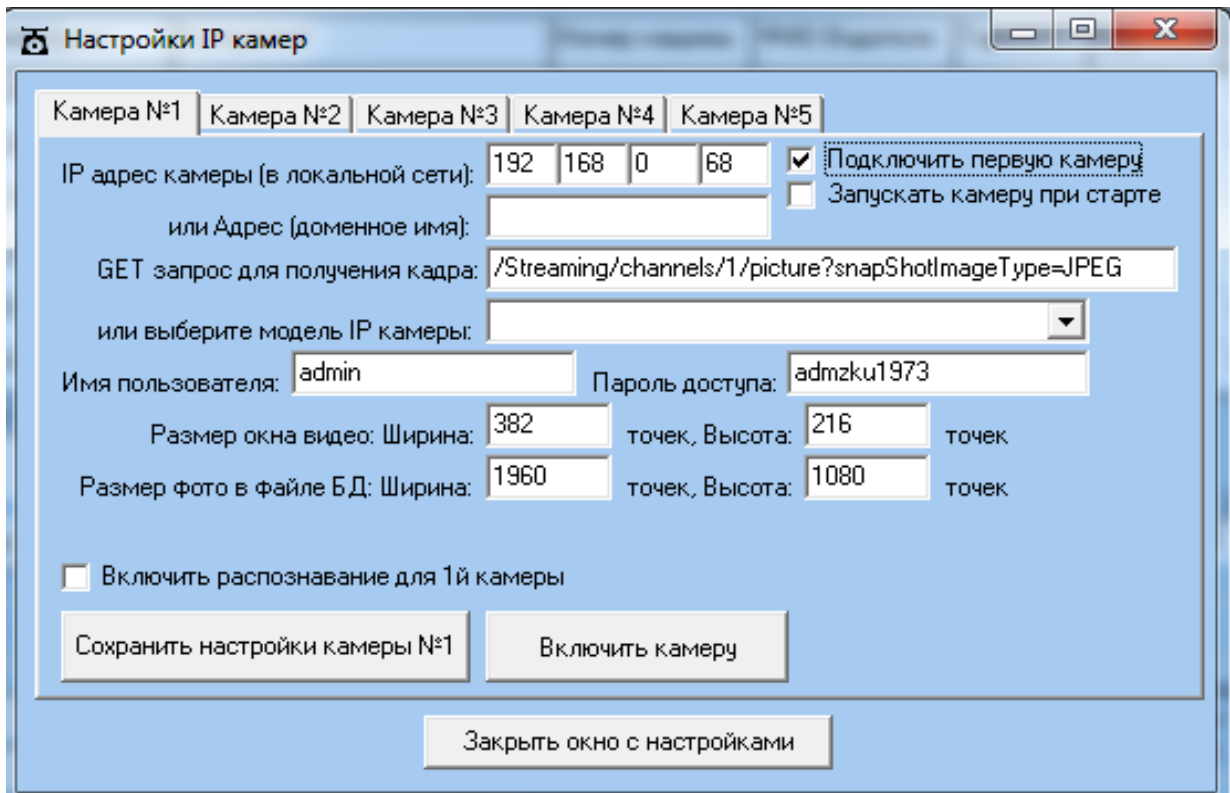 Настройки IP камер
Камера №1 Камера №2 Камера №3 Камера №4 Камера №5
IP адрес камеры (в локальной сети): 192 168 0 68 Подключить первую камеру
Запускать камеру при старте
или Адрес (доменное имя):
GET запрос для получения кадра: /Streaming/channels/1/picture?snapShotImageType=JPEG
или выберите модель IP камеры:
Имя пользователя: admin Пароль доступа: admzku1973
Размер окна видео: Ширина: 382 точек, Высота: 216 точек
Размер фото в файле БД: Ширина: 1960 точек, Высота: 1080 точек
Включить распознавание для 1й камеры
Сохранить настройки камеры №1 Включить камеру
Закрыть окно с настройками